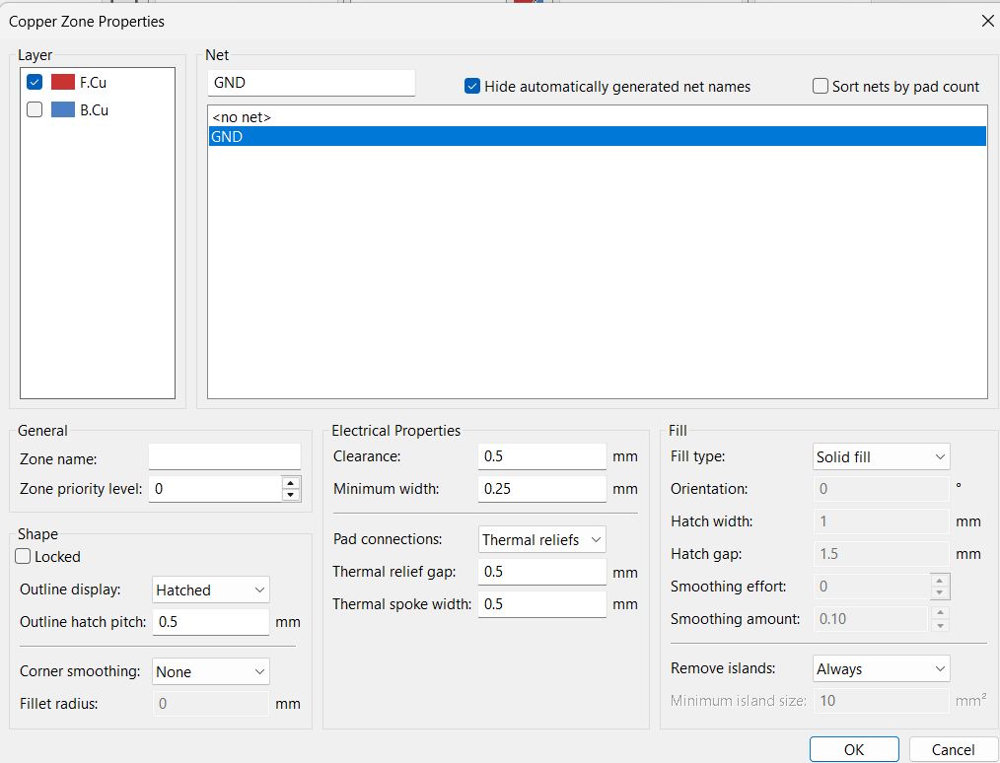 Copper Zone Properties
Layer
F.Cu
B.Cu
Net
GND
Hide automatically generated net names
Sort nets by pad count
<no net>
GND
General
Zone name:
Zone priority level: 0
Shape
Locked
Outline display: Hatched
Outline hatch pitch: 0.5 mm
Corner smoothing: None
Fillet radius: 0 mm
Electrical Properties
Clearance: 0.5 mm
Minimum width: 0.25 mm
Pad connections: Thermal reliefs
Thermal relief gap: 0.5 mm
Thermal spoke width: 0.5 mm
Fill
Fill type: Solid fill
Orientation: 0 °
Hatch width: 1 mm
Hatch gap: 1.5 mm
Smoothing effort: 0
Smoothing amount: 0.10
Remove islands: Always
Minimum island size: 10 mm²
OK Cancel